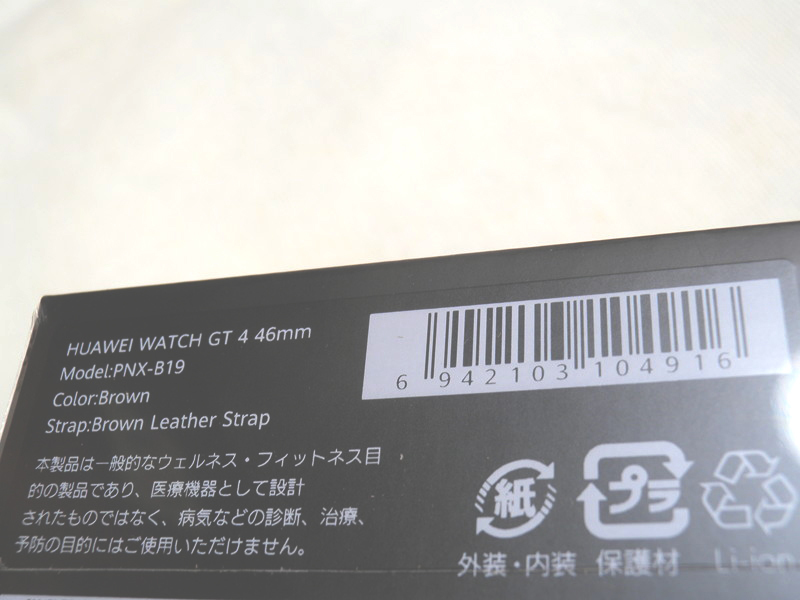 HUAWEI WATCH GT 4 46mm
Model:PNX-B19
Color:Brown
Strap:Brown Leather Strap
6 942103 104916
本製品は一般的なウェルネス・フィットネス目
的の製品であり、医療機器として設計
されたものではなく、病気などの診断、治療、
予防の目的にはご使用いただけません。
紙
プラ
外装・内装
保護材
Li-ion